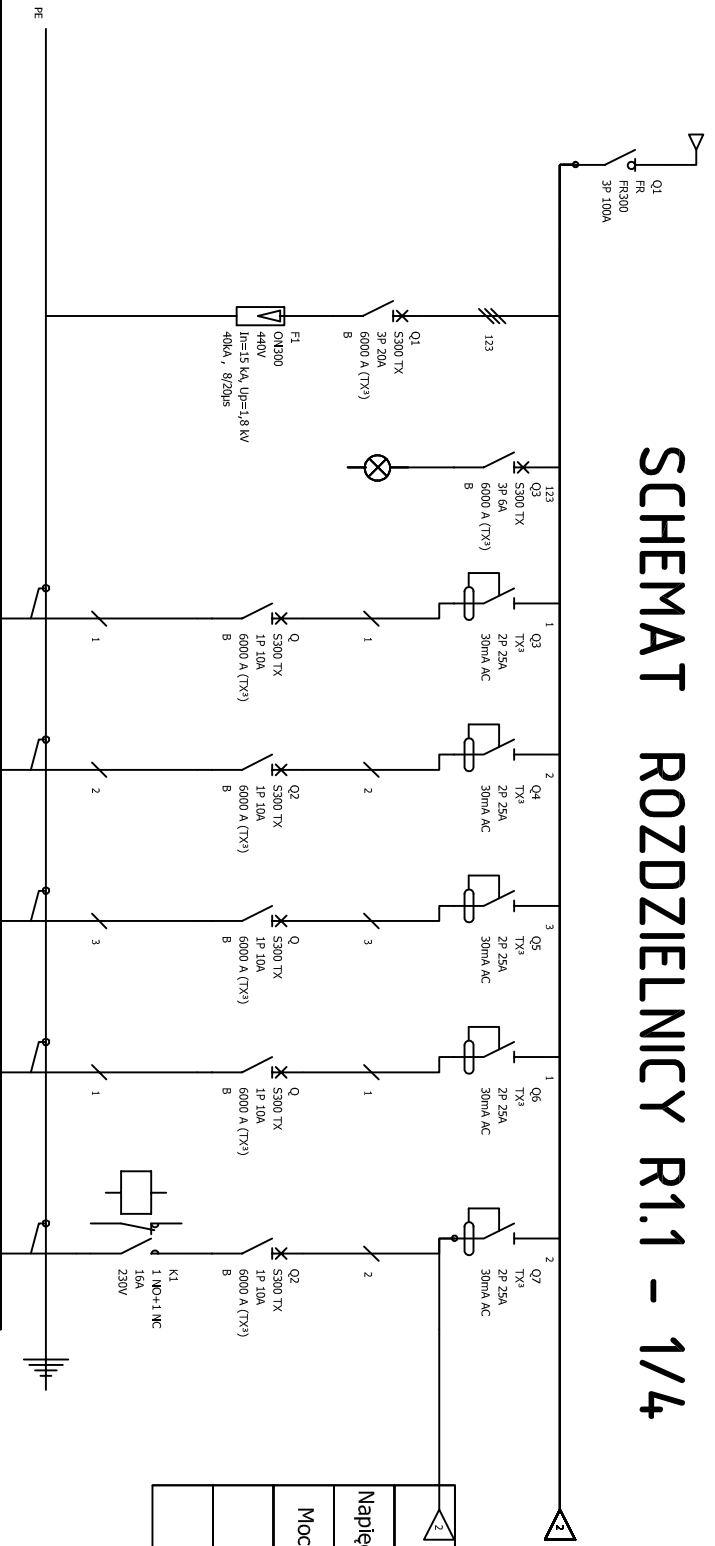 SCHEMAT ROZDZIELNICY R1.1 - 1/4
Q1
FR
FR300
3P 100A
123
Q1
S300 TX
3P 20A
6000 A (TX³)
B
F1
ON300
440V
In=15 kA, Up=1,8 kV
40kA , 8/20µs
123
Q3
S300 TX
3P 6A
6000 A (TX³)
B
1
Q3
TX³
2P 25A
30mA AC
1
Q
S300 TX
1P 10A
6000 A (TX³)
B
1
2
Q4
TX³
2P 25A
30mA AC
2
Q2
S300 TX
1P 10A
6000 A (TX³)
B
2
3
Q5
TX³
2P 25A
30mA AC
3
Q
S300 TX
1P 10A
6000 A (TX³)
B
3
1
Q6
TX³
2P 25A
30mA AC
1
Q
S300 TX
1P 10A
6000 A (TX³)
B
1
2
Q7
TX³
2P 25A
30mA AC
2
Q2
S300 TX
1P 10A
6000 A (TX³)
B
K1
1 NO+1 NC
16A
230V
2
2
PE
Napię
Moc